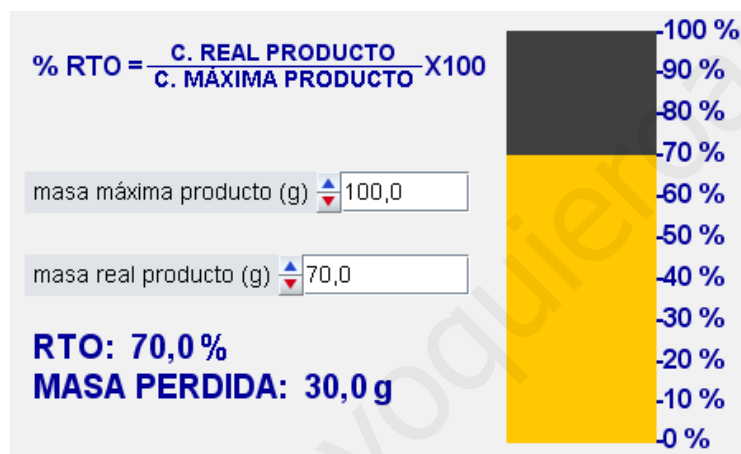 % RTO = C. REAL PRODUCTO
C. MÁXIMA PRODUCTO X100
masa máxima producto (g) 100,0
masa real producto (g) 70,0
RTO: 70,0 %
MASA PERDIDA: 30,0 g
100 %
90 %
80 %
70 %
60 %
50 %
40 %
30 %
20 %
10 %
0 %